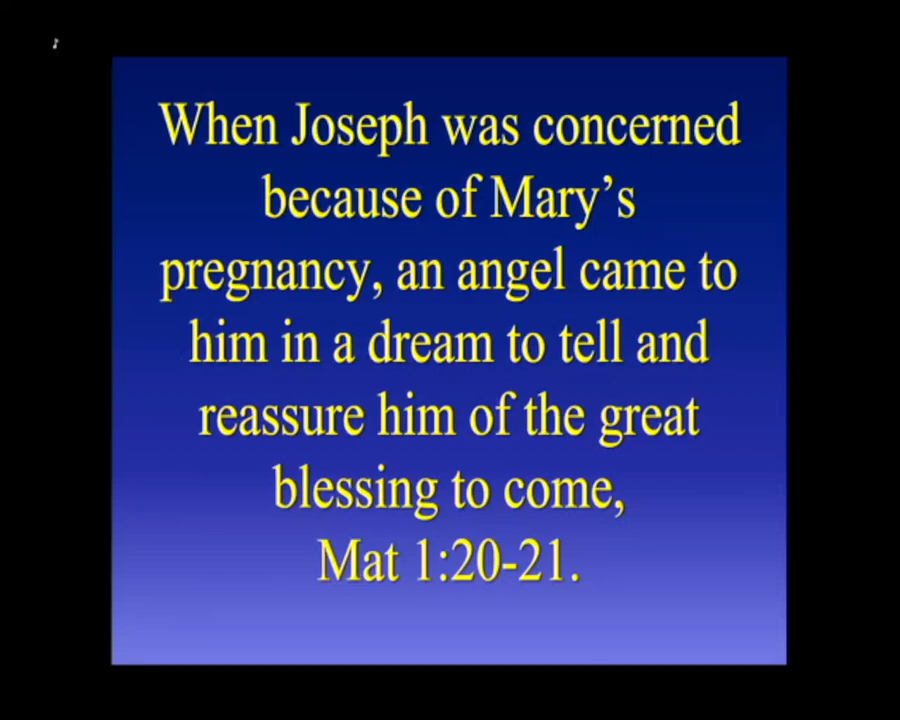 When Joseph was concerned
because of Mary’s
pregnancy, an angel came to
him in a dream to tell and
reassure him of the great
blessing to come,
Mat 1:20-21.